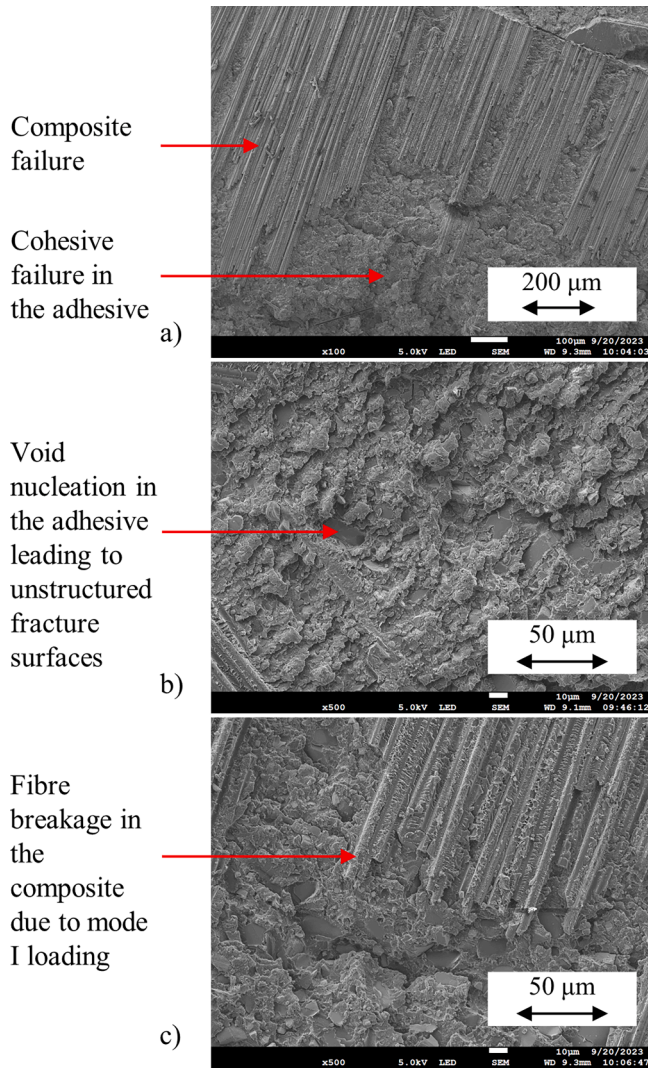 Composite
failure
Cohesive
failure in
the adhesive
a)
200 µm
100µm 9/20/2023
x100 5.0kV LED SEM WD 9.3mm 10:04:03
Void
nucleation in
the adhesive
leading to
unstructured
fracture
surfaces
b)
50 µm
10µm 9/20/2023
x500 5.0kV LED SEM WD 9.1mm 09:46:12
Fibre
breakage in
the
composite
due to mode
I loading
c)
50 µm
10µm 9/20/2023
x500 5.0kV LED SEM WD 9.3mm 10:06:47